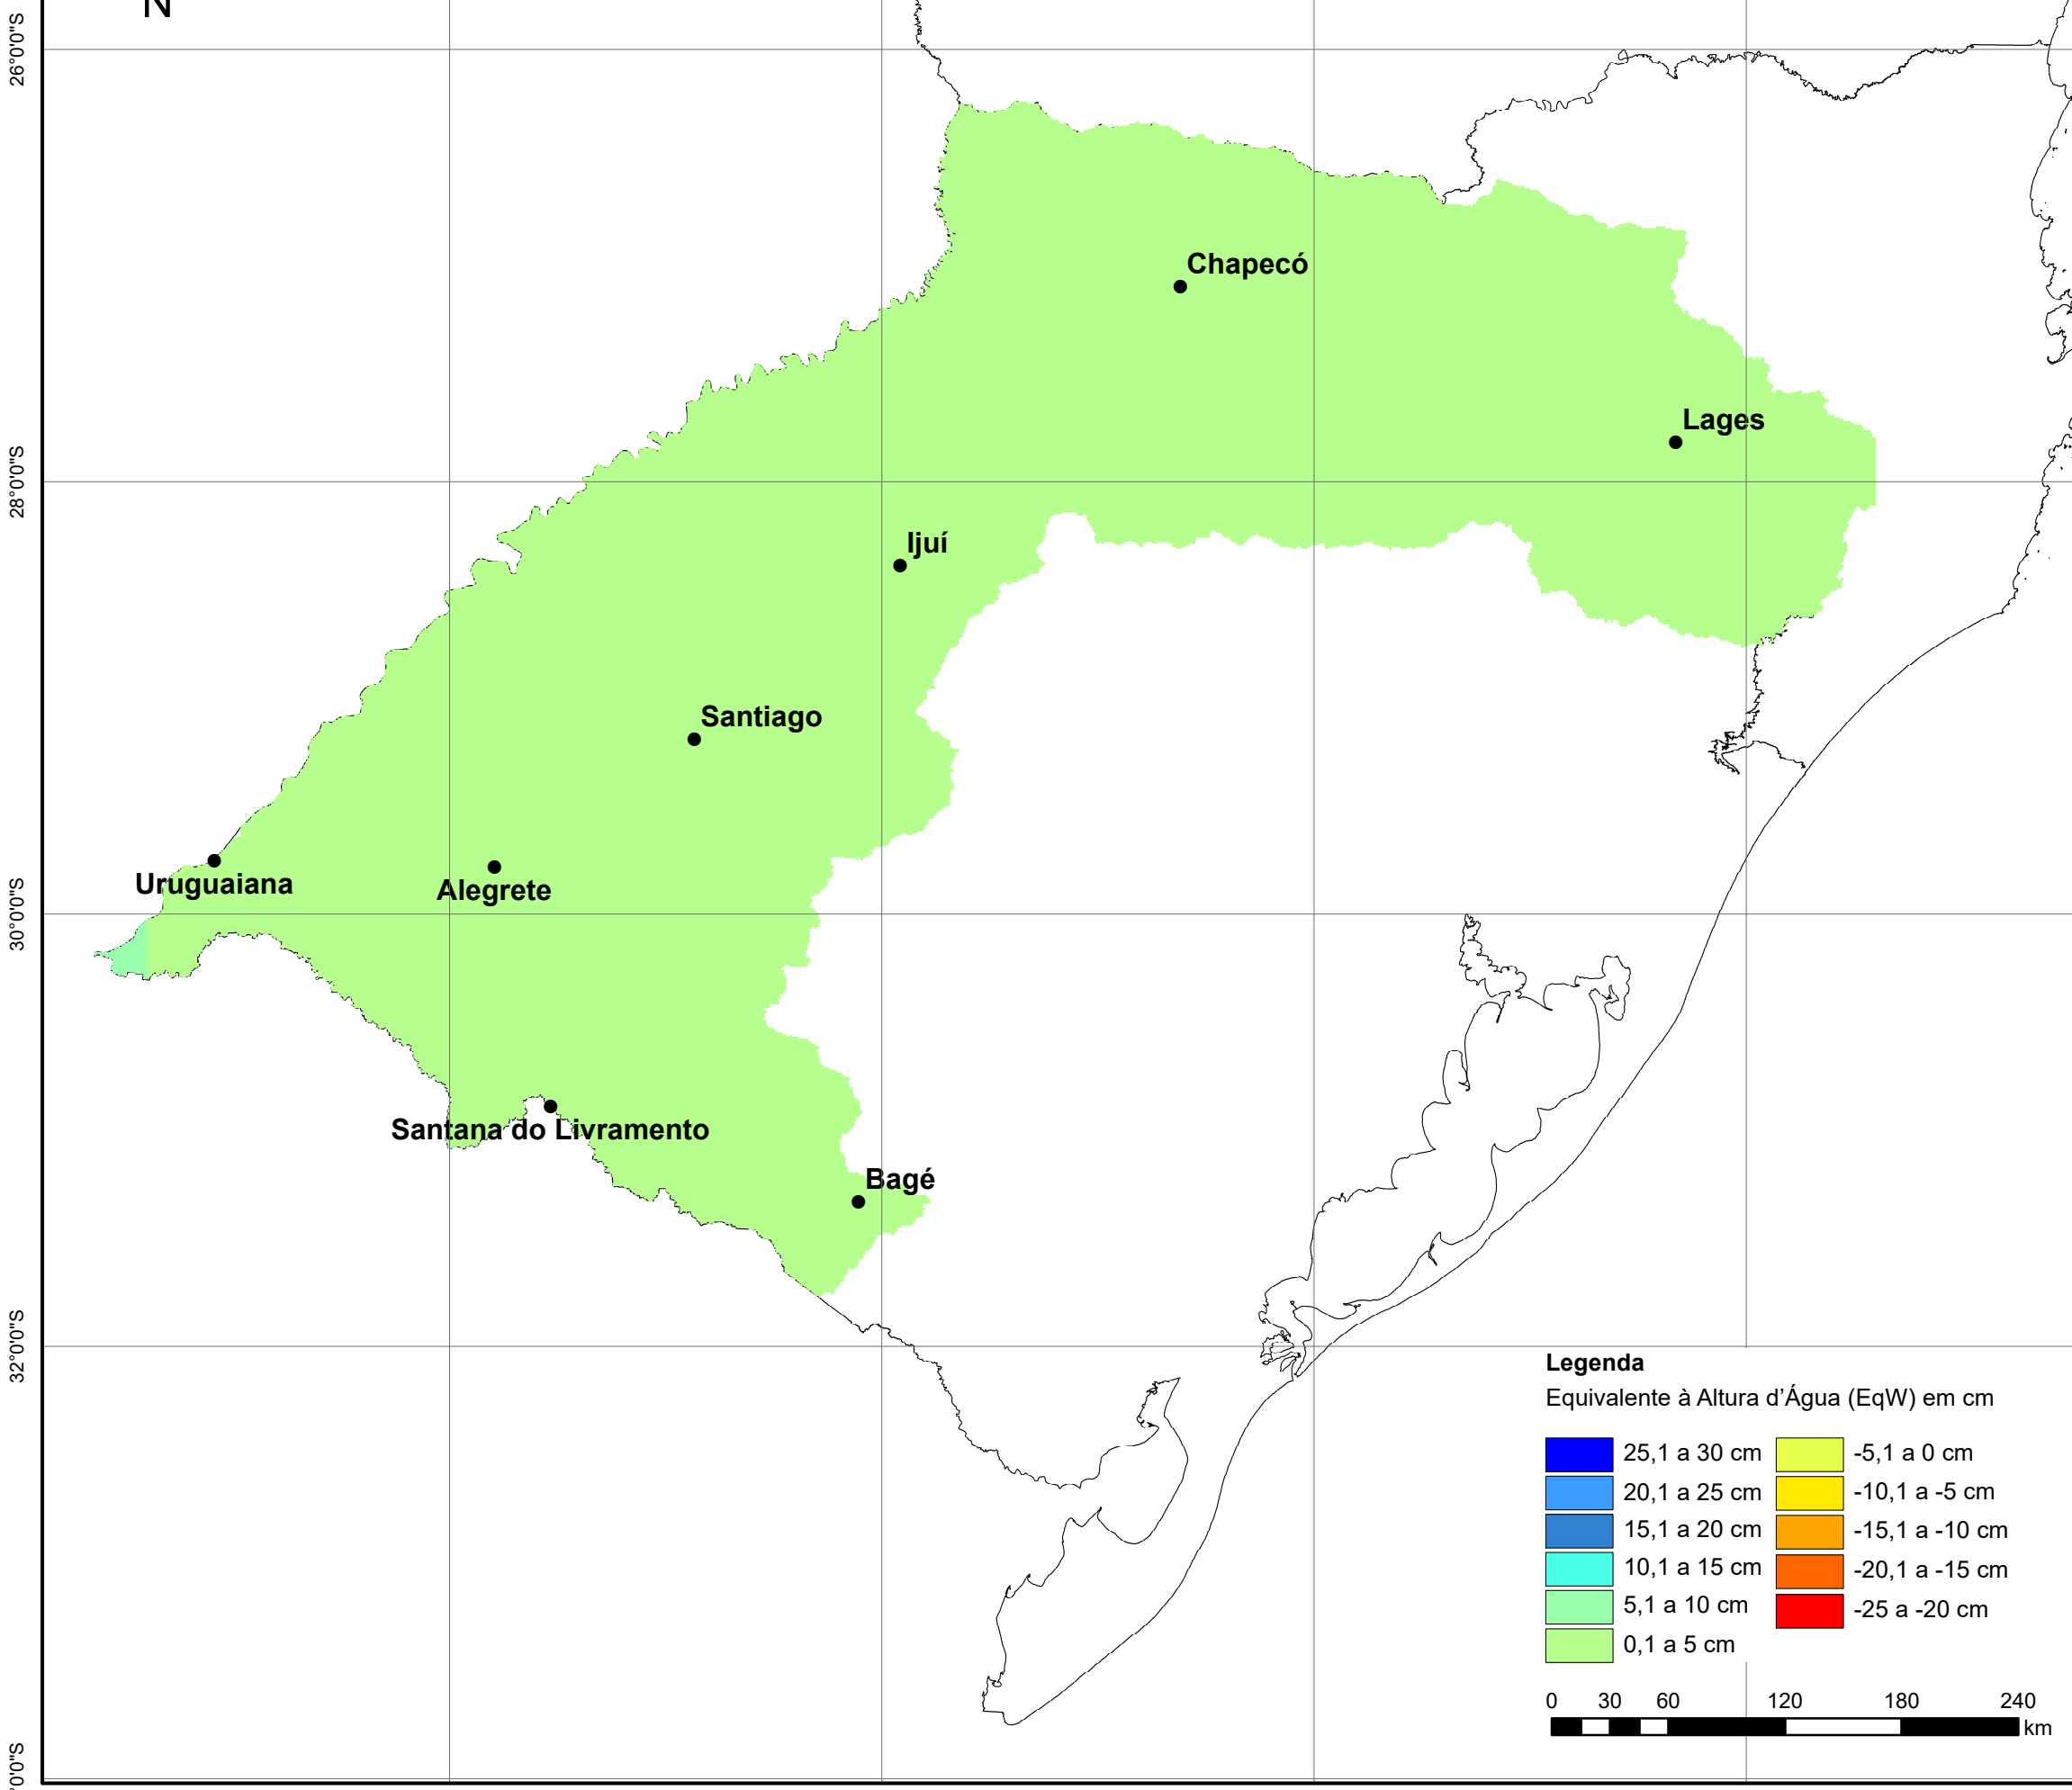 N
26°0'0"S
Chapecó
Lages
28°0'0"S
Ijuí
Santiago
Uruguaiana
Alegrete
30°0'0"S
Santana do Livramento
Bagé
32°0'0"S
Legenda
Equivalente à Altura d’Água (EqW) em cm
25,1 a 30 cm
-5,1 a 0 cm
20,1 a 25 cm
-10,1 a -5 cm
15,1 a 20 cm
-15,1 a -10 cm
10,1 a 15 cm
-20,1 a -15 cm
5,1 a 10 cm
-25 a -20 cm
0,1 a 5 cm
0 30 60 120 180 240
km
°0'0"S